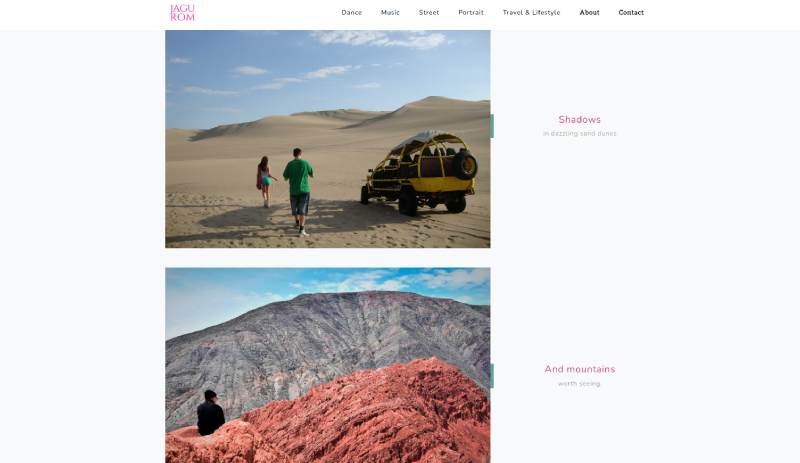 JAGU
ROM
Dance Music Street Portrait Travel & Lifestyle About Contact
Shadows
in dazzling sand dunes
And mountains
worth seeing.